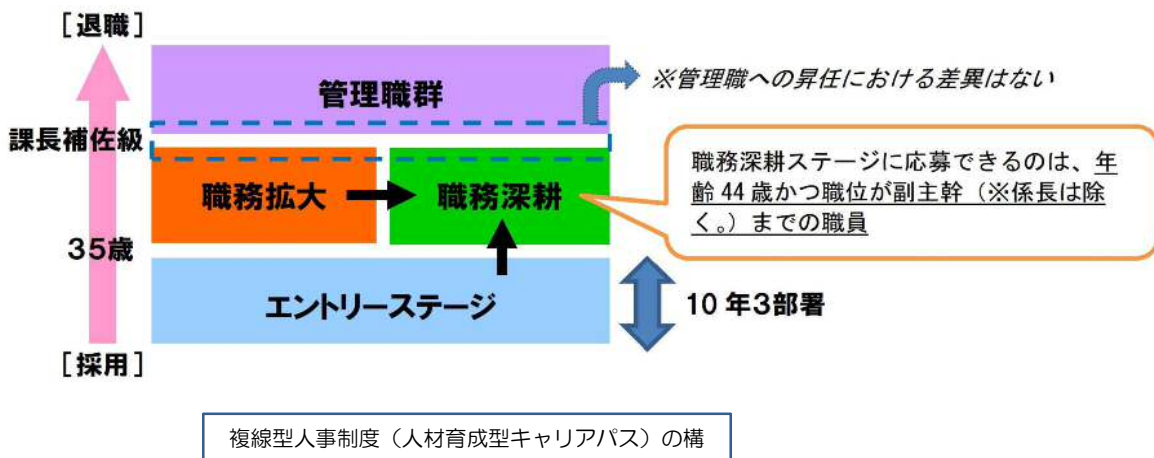 ［退職］
管理職群
※管理職への昇任における差異はない
課長補佐級
職務拡大
職務深耕
職務深耕ステージに応募できるのは、年
齢 44 歳かつ職位が副主幹（※係長は除
く。）までの職員
３５歳
エントリーステージ
10 年３部署
［採用］
複線型人事制度（人材育成型キャリアパス）の構